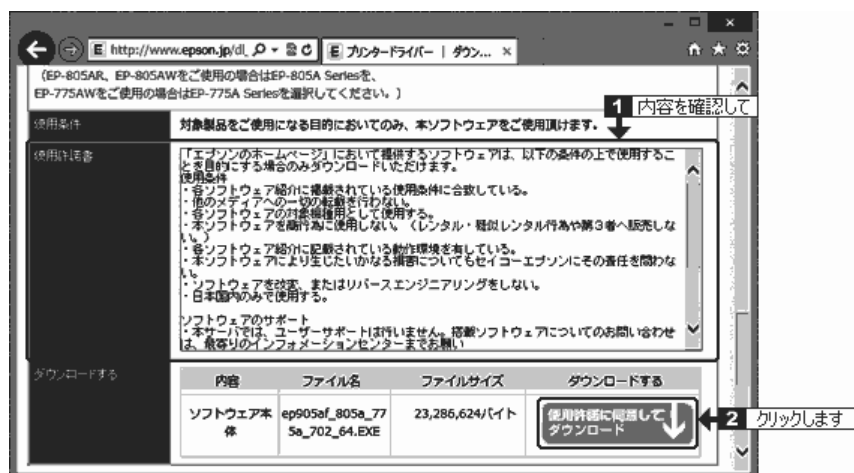 http://www.epson.jp/dl
プリンタードライバー | ダウン...
(EP-805AR、EP-805AWをご使用の場合はEP-805A Seriesを、
EP-775AWをご使用の場合はEP-775A Seriesを選択してください。)
1 内容を確認して
使用条件
対象製品をご使用になる目的においてのみ、本ソフトウェアをご使用頂けます。
使用許諾書
「エプソンのホームページ」において提供するソフトウェアは、以下の条件の上で使用するこ
とを目的にする場合のみダウンロードいただけます。
使用条件
・各ソフトウェア紹介に掲載されている使用条件に合致している。
・他のメディアへの一切の転載を行わない。
・各ソフトウェアの対象機種用として使用する。
・本ソフトウェアを商行為に使用しない。(レンタル・疑似レンタル行為や第3者へ販売しな
い。)
・各ソフトウェア紹介に記載されている動作環境を有している。
・本ソフトウェアにより生じたいかなる損害についてもセイコーエプソンにその責任を問わな
い。
・ソフトウェアを改変、またはリバースエンジニアリングをしない。
・日本国内のみで使用する。
ソフトウェアのサポート
・本サーバでは、ユーザーサポートは行いません。搭載ソフトウェアについてのお問い合わせ
は、最寄りのインフォメーションセンターまでお願い
ダウンロードする
内容 ファイル名 ファイルサイズ ダウンロードする
ソフトウェア本 ep905af_805a_77 23,286,624バイト 使用許諾に同意して
体 5a_702_64.EXE ダウンロード
2 クリックします